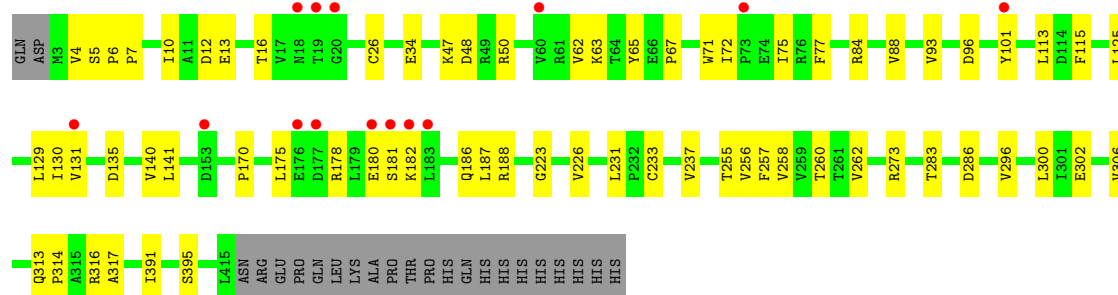 GLN ASP M3 V4 S5 P6 P7 I10 A11 D12 E13 T16 V17 N18 T19 G20 C26 E34 K47 D48 R49 R50 V60 R61 V62 K63 T64 Y65 E66 P67 W71 I72 P73 E74 I75 R76 F77 R84 V88 V93 D96 Y101 L113 D114 F115 L125
L129 I130 V131 D135 V140 L141 D153 P170 L175 E176 D177 R178 L179 E180 S181 K182 L183 Q186 L187 R188 G223 V226 L231 P232 C233 V237 T255 V256 F257 V258 V259 T260 T261 V262 R273 T283 D286 V296 L300 I301 E302 V306
Q313 P314 A315 R316 A317 I391 S395 L415 ASN ARG GLU PRO GLN LEU LYS ALA PRO THR PRO HIS GLN HIS HIS HIS HIS HIS HIS HIS HIS